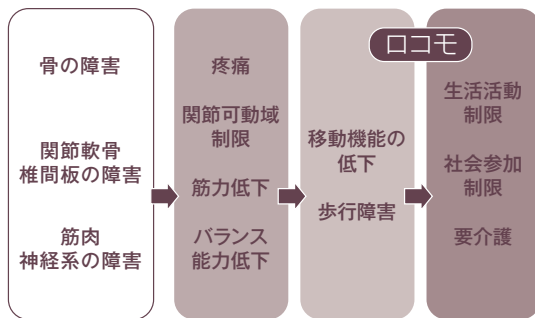 ロコモ
骨の障害
関節軟骨
椎間板の障害
筋肉
神経系の障害
疼痛
関節可動域
制限
筋力低下
バランス
能力低下
移動機能の
低下
歩行障害
生活活動
制限
社会参加
制限
要介護